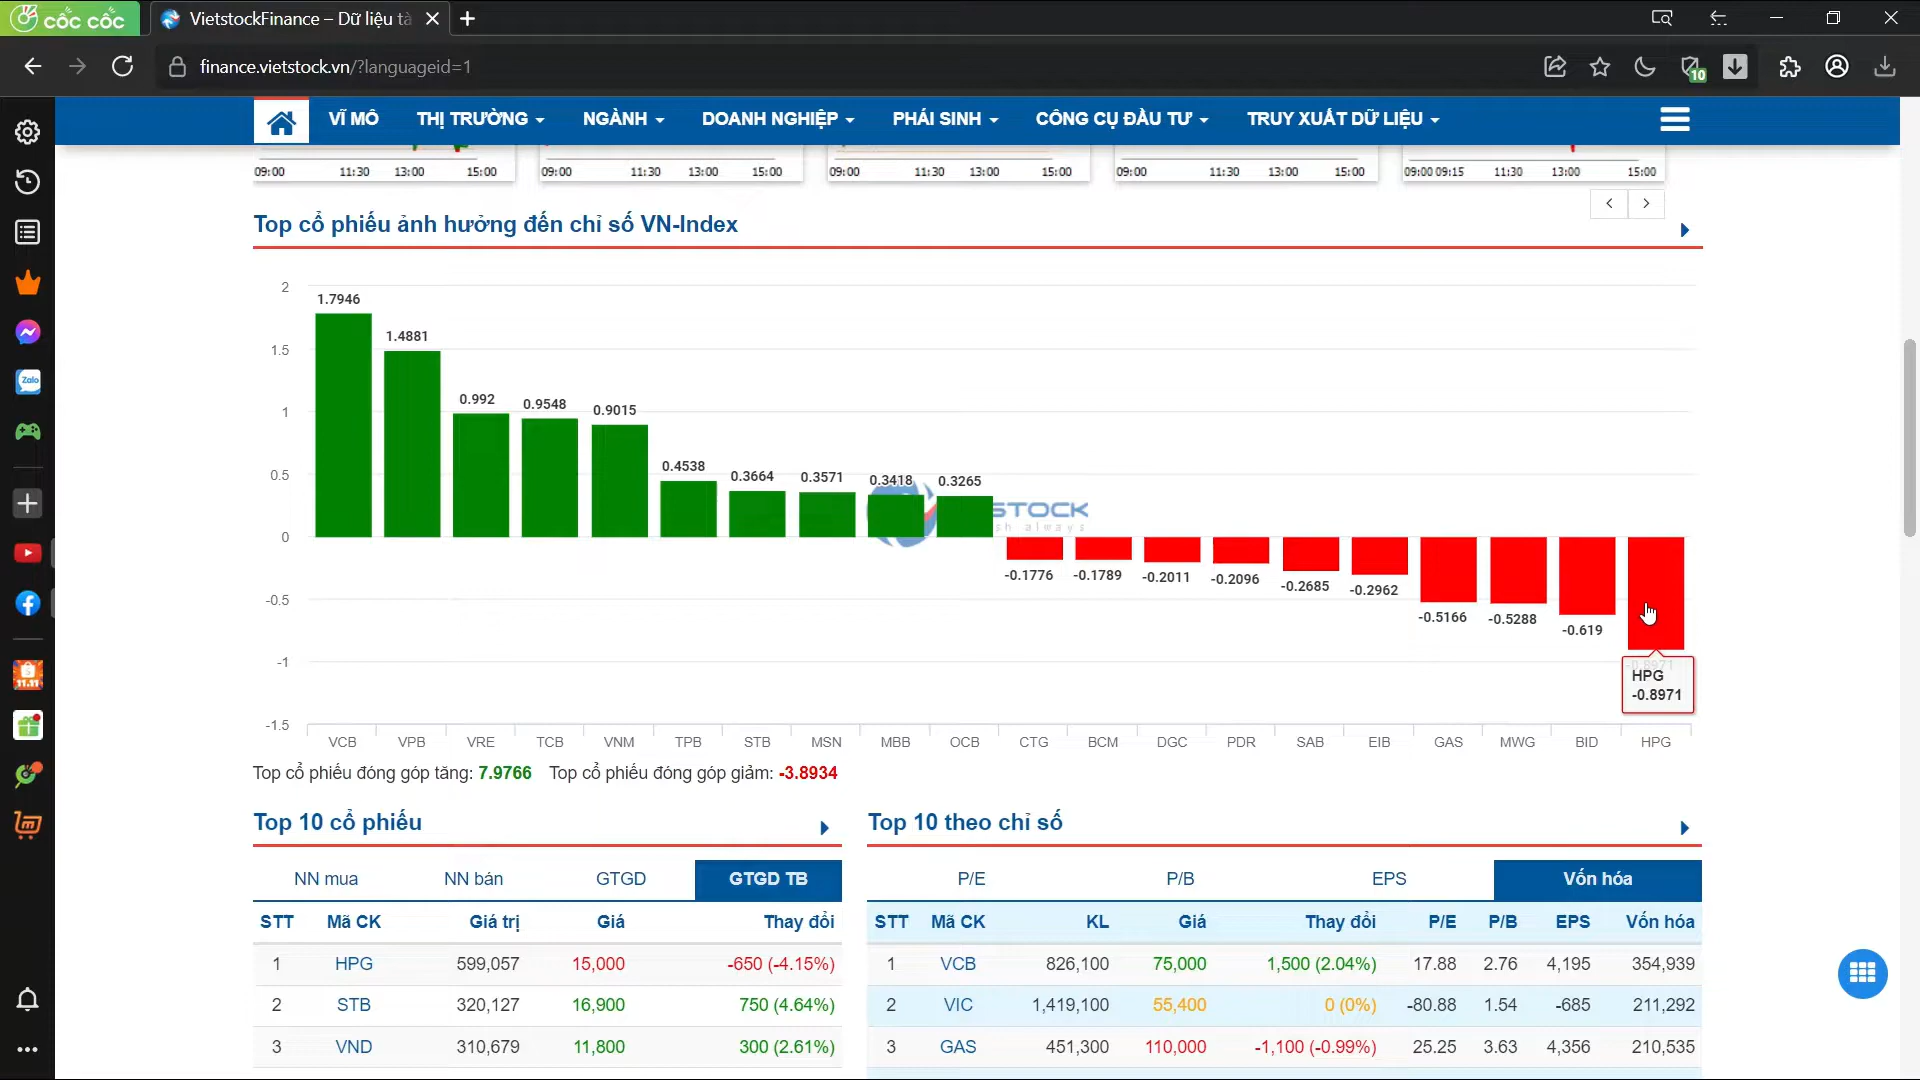 cốc cốc
VietstockFinance – Dữ liệu tà
finance.vietstock.vn/?languageid=1
10
VĨ MÔ THỊ TRƯỜNG NGÀNH DOANH NGHIỆP PHÁI SINH CÔNG CỤ ĐẦU TƯ TRUY XUẤT DỮ LIỆU
09:00 11:30 13:00 15:00 09:00 11:30 13:00 15:00 09:00 11:30 13:00 15:00 09:00 11:30 13:00 15:00 09:00 09:15 11:30 13:00 15:00
Top cổ phiếu ảnh hưởng đến chỉ số VN-Index
2
1.7946
1.4881
1.5
0.992 0.9548 0.9015
1
0.4538 0.3664 0.3571 0.3418 0.3265
0.5
STOCK
sh always
0
-0.1776 -0.1789 -0.2011 -0.2096 -0.2685 -0.2962
-0.5
-0.5166 -0.5288 -0.619
-1
-0.8971
HPG
-0.8971
-1.5
VCB VPB VRE TCB VNM TPB STB MSN MBB OCB CTG BCM DGC PDR SAB EIB GAS MWG BID HPG
Top cổ phiếu đóng góp tăng: 7.9766 Top cổ phiếu đóng góp giảm: -3.8934
Top 10 cổ phiếu
NN mua NN bán GTGD GTGD TB
STT Mã CK Giá trị Giá Thay đổi
1 HPG 599,057 15,000 -650 (-4.15%)
2 STB 320,127 16,900 750 (4.64%)
3 VND 310,679 11,800 300 (2.61%)
Top 10 theo chỉ số
P/E P/B EPS Vốn hóa
STT Mã CK KL Giá Thay đổi P/E P/B EPS Vốn hóa
1 VCB 826,100 75,000 1,500 (2.04%) 17.88 2.76 4,195 354,939
2 VIC 1,419,100 55,400 0 (0%) -80.88 1.54 -685 211,292
3 GAS 451,300 110,000 -1,100 (-0.99%) 25.25 3.63 4,356 210,535
Zalo
11.11